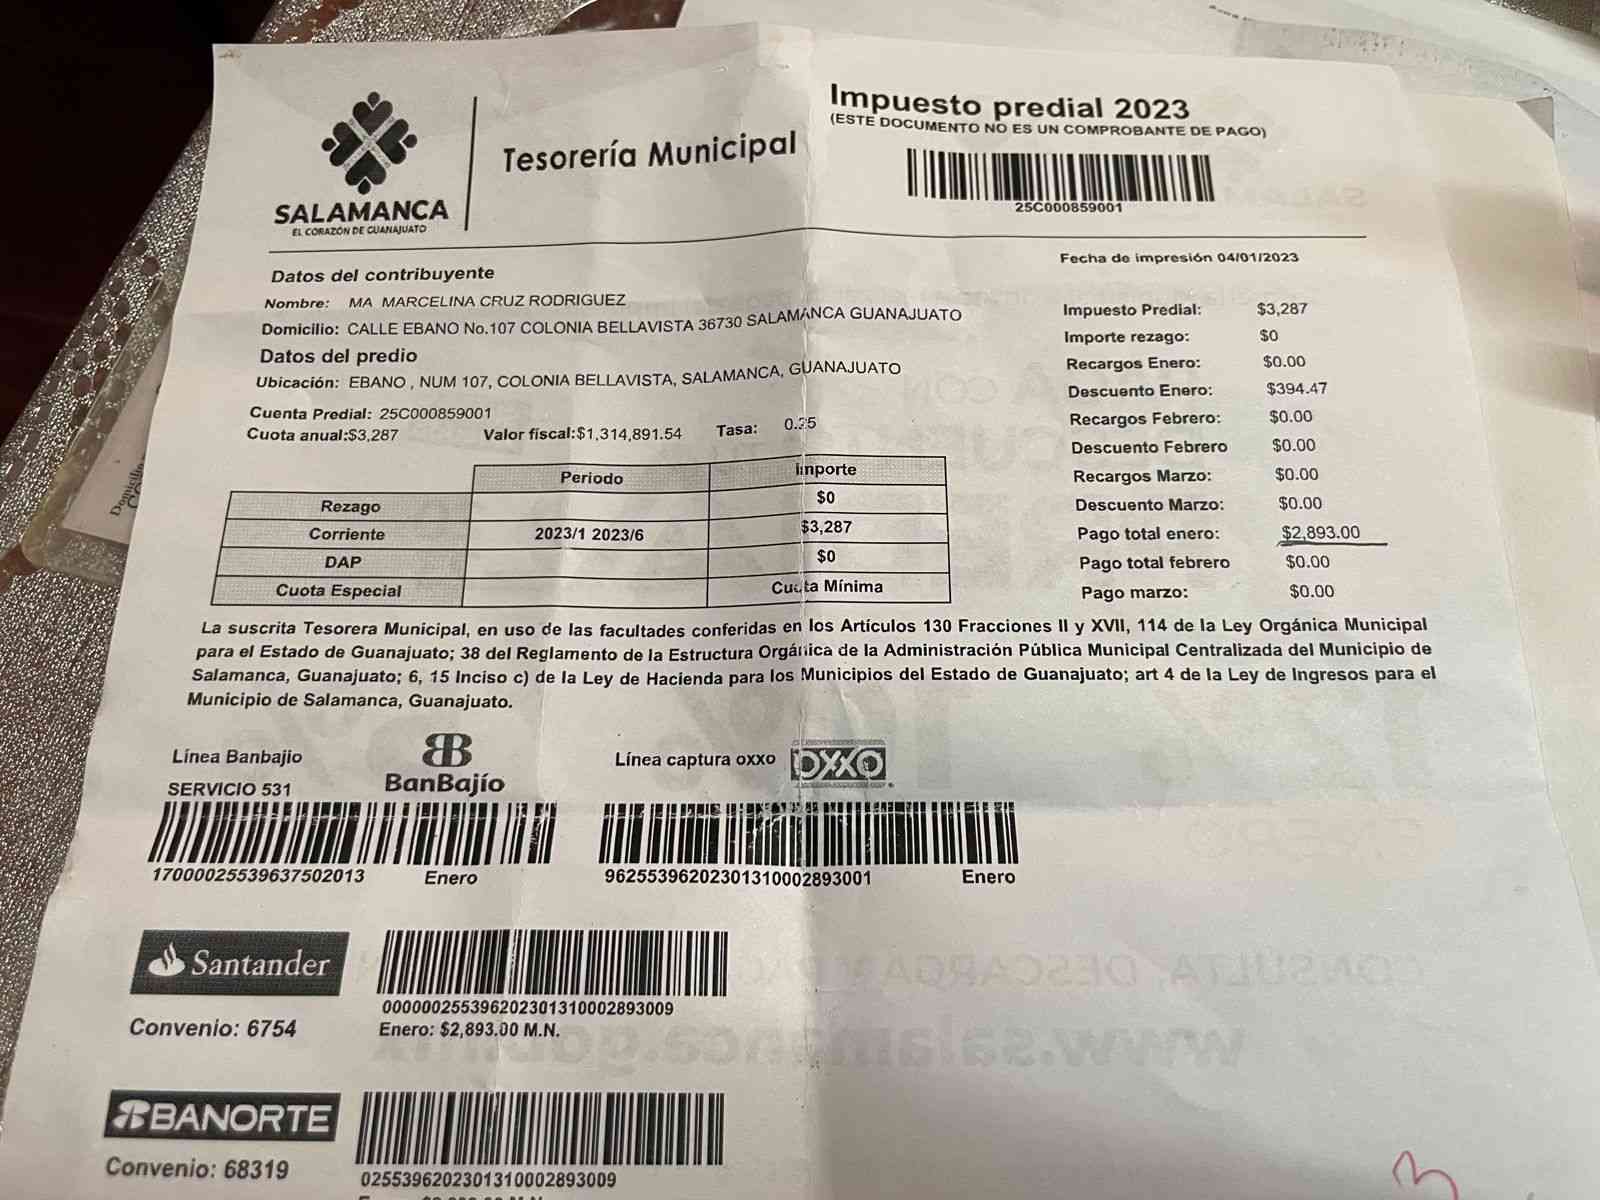 Impuesto predial 2023
(ESTE DOCUMENTO NO ES UN COMPROBANTE DE PAGO)
Tesorería Municipal
SALAMANCA
EL CORAZÓN DE GUANAJUATO
25C000859001
Fecha de impresión 04/01/2023
Datos del contribuyente
Nombre: MA MARCELINA CRUZ RODRIGUEZ
Domicilio: CALLE EBANO No.107 COLONIA BELLAVISTA 36730 SALAMANCA GUANAJUATO
Datos del predio
Ubicación: EBANO , NUM 107, COLONIA BELLAVISTA, SALAMANCA, GUANAJUATO
Cuenta Predial: 25C000859001
Cuota anual:$3,287 Valor fiscal:$1,314,891.54 Tasa: 0.25
Impuesto Predial: $3,287
Importe rezago: $0
Recargos Enero: $0.00
Descuento Enero: $394.47
Recargos Febrero: $0.00
Descuento Febrero $0.00
Recargos Marzo: $0.00
Descuento Marzo: $0.00
Pago total enero: $2,893.00
Pago total febrero $0.00
Pago marzo: $0.00
Periodo Importe
Rezago $0
Corriente 2023/1 2023/6 $3,287
DAP $0
Cuota Especial Cuota Mínima
La suscrita Tesorera Municipal, en uso de las facultades conferidas en los Artículos 130 Fracciones II y XVII, 114 de la Ley Orgánica Municipal
para el Estado de Guanajuato; 38 del Reglamento de la Estructura Orgánica de la Administración Pública Municipal Centralizada del Municipio de
Salamanca, Guanajuato; 6, 15 Inciso c) de la Ley de Hacienda para los Municipios del Estado de Guanajuato; art 4 de la Ley de Ingresos para el
Municipio de Salamanca, Guanajuato.
Línea Banbajio
SERVICIO 531
BanBajío
Línea captura oxxo OXXO
17000025539637502013 Enero
96255396202301310002893001 Enero
Santander
Convenio: 6754
000000255396202301310002893009
Enero: $2,893.00 M.N.
BANORTE
Convenio: 68319
0255396202301310002893009
Domicilio